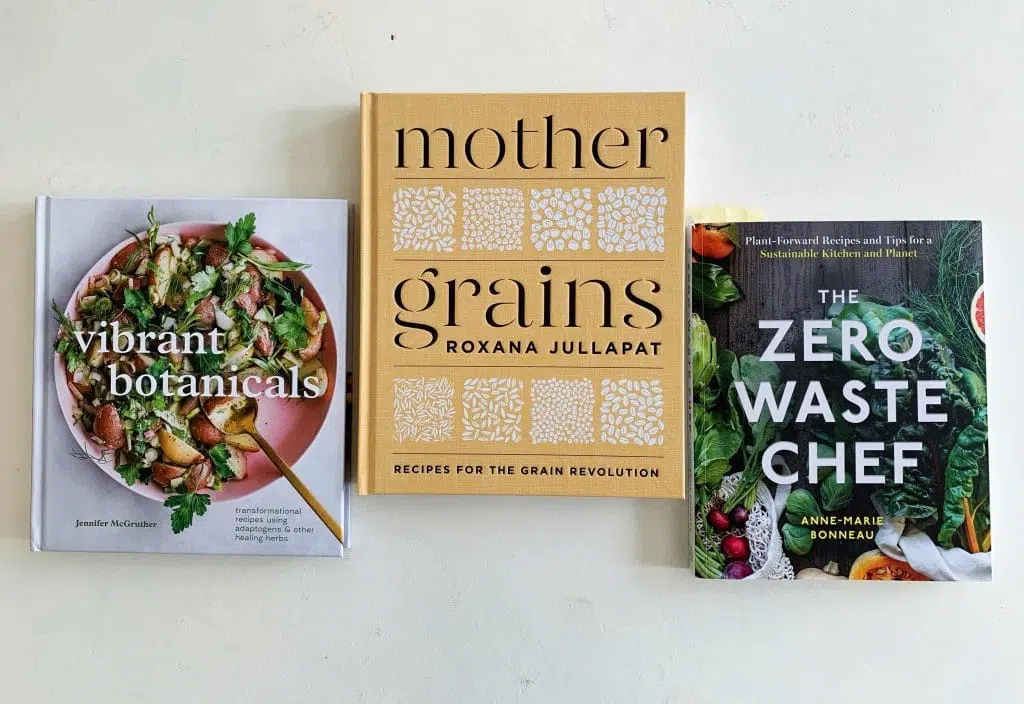 vibrant
botanicals
Jennifer McGruther
transformational
recipes using
adaptogens & other
healing herbs
mother
grains
ROXANA JULLAPAT
RECIPES FOR THE GRAIN REVOLUTION
Plant-Forward Recipes and Tips for a
Sustainable Kitchen and Planet
THE
ZERO
WASTE
CHEF
ANNE-MARIE
BONNEAU